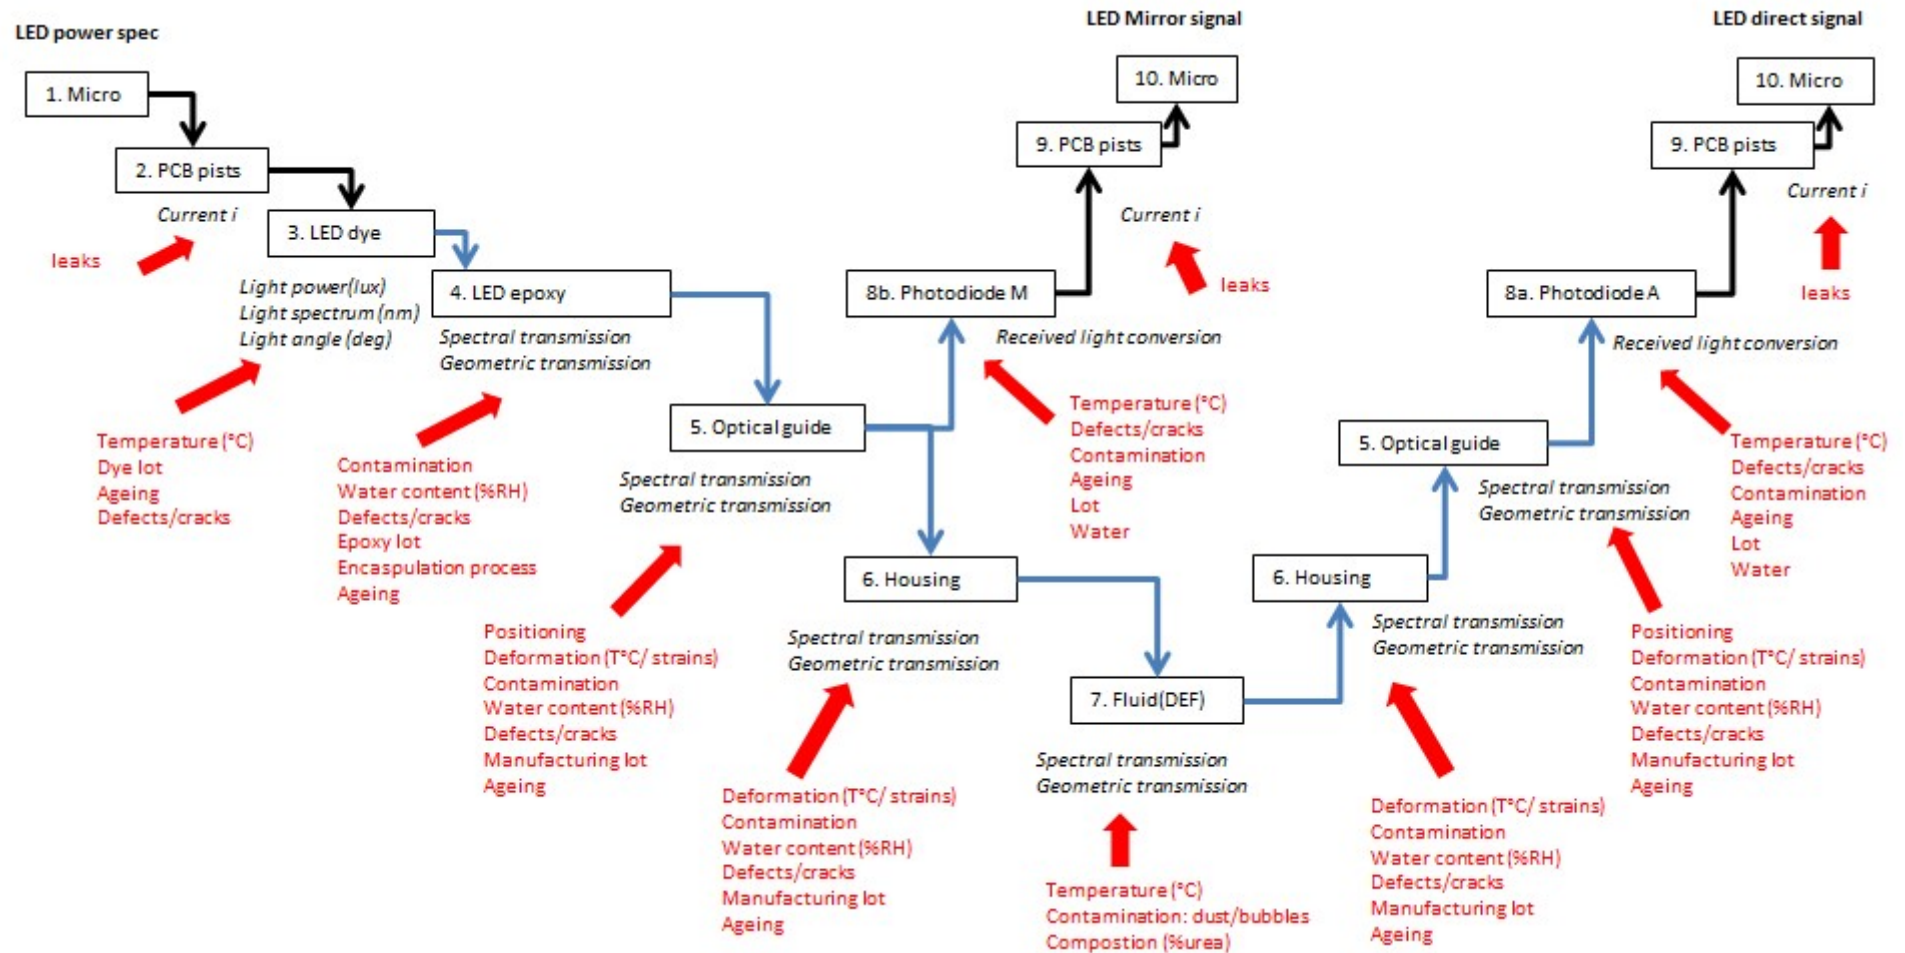 LED power spec
LED Mirror signal
LED direct signal
1. Micro
10. Micro
10. Micro
2. PCB pists
9. PCB pists
9. PCB pists
Current i
leaks
3. LED dye
Light power(lux)
Light spectrum (nm)
Light angle (deg)
Temperature (°C)
Dye lot
Ageing
Defects/cracks
4. LED epoxy
Spectral transmission
Geometric transmission
Contamination
Water content (%RH)
Defects/cracks
Epoxy lot
Encaspulation process
Ageing
5. Optical guide
Spectral transmission
Geometric transmission
Positioning
Deformation (T°C/ strains)
Contamination
Water content (%RH)
Defects/cracks
Manufacturing lot
Ageing
8b. Photodiode M
Current i
leaks
Received light conversion
Temperature (°C)
Defects/cracks
Contamination
Ageing
Lot
Water
6. Housing
Spectral transmission
Geometric transmission
Deformation (T°C/ strains)
Contamination
Water content (%RH)
Defects/cracks
Manufacturing lot
Ageing
7. Fluid(DEF)
Spectral transmission
Geometric transmission
Temperature (°C)
Contamination: dust/bubbles
Compostion (%urea)
6. Housing
Spectral transmission
Geometric transmission
Deformation (T°C/ strains)
Contamination
Water content (%RH)
Defects/cracks
Manufacturing lot
Ageing
5. Optical guide
Spectral transmission
Geometric transmission
Positioning
Deformation (T°C/ strains)
Contamination
Water content (%RH)
Defects/cracks
Manufacturing lot
Ageing
8a. Photodiode A
Current i
leaks
Received light conversion
Temperature (°C)
Defects/cracks
Contamination
Ageing
Lot
Water